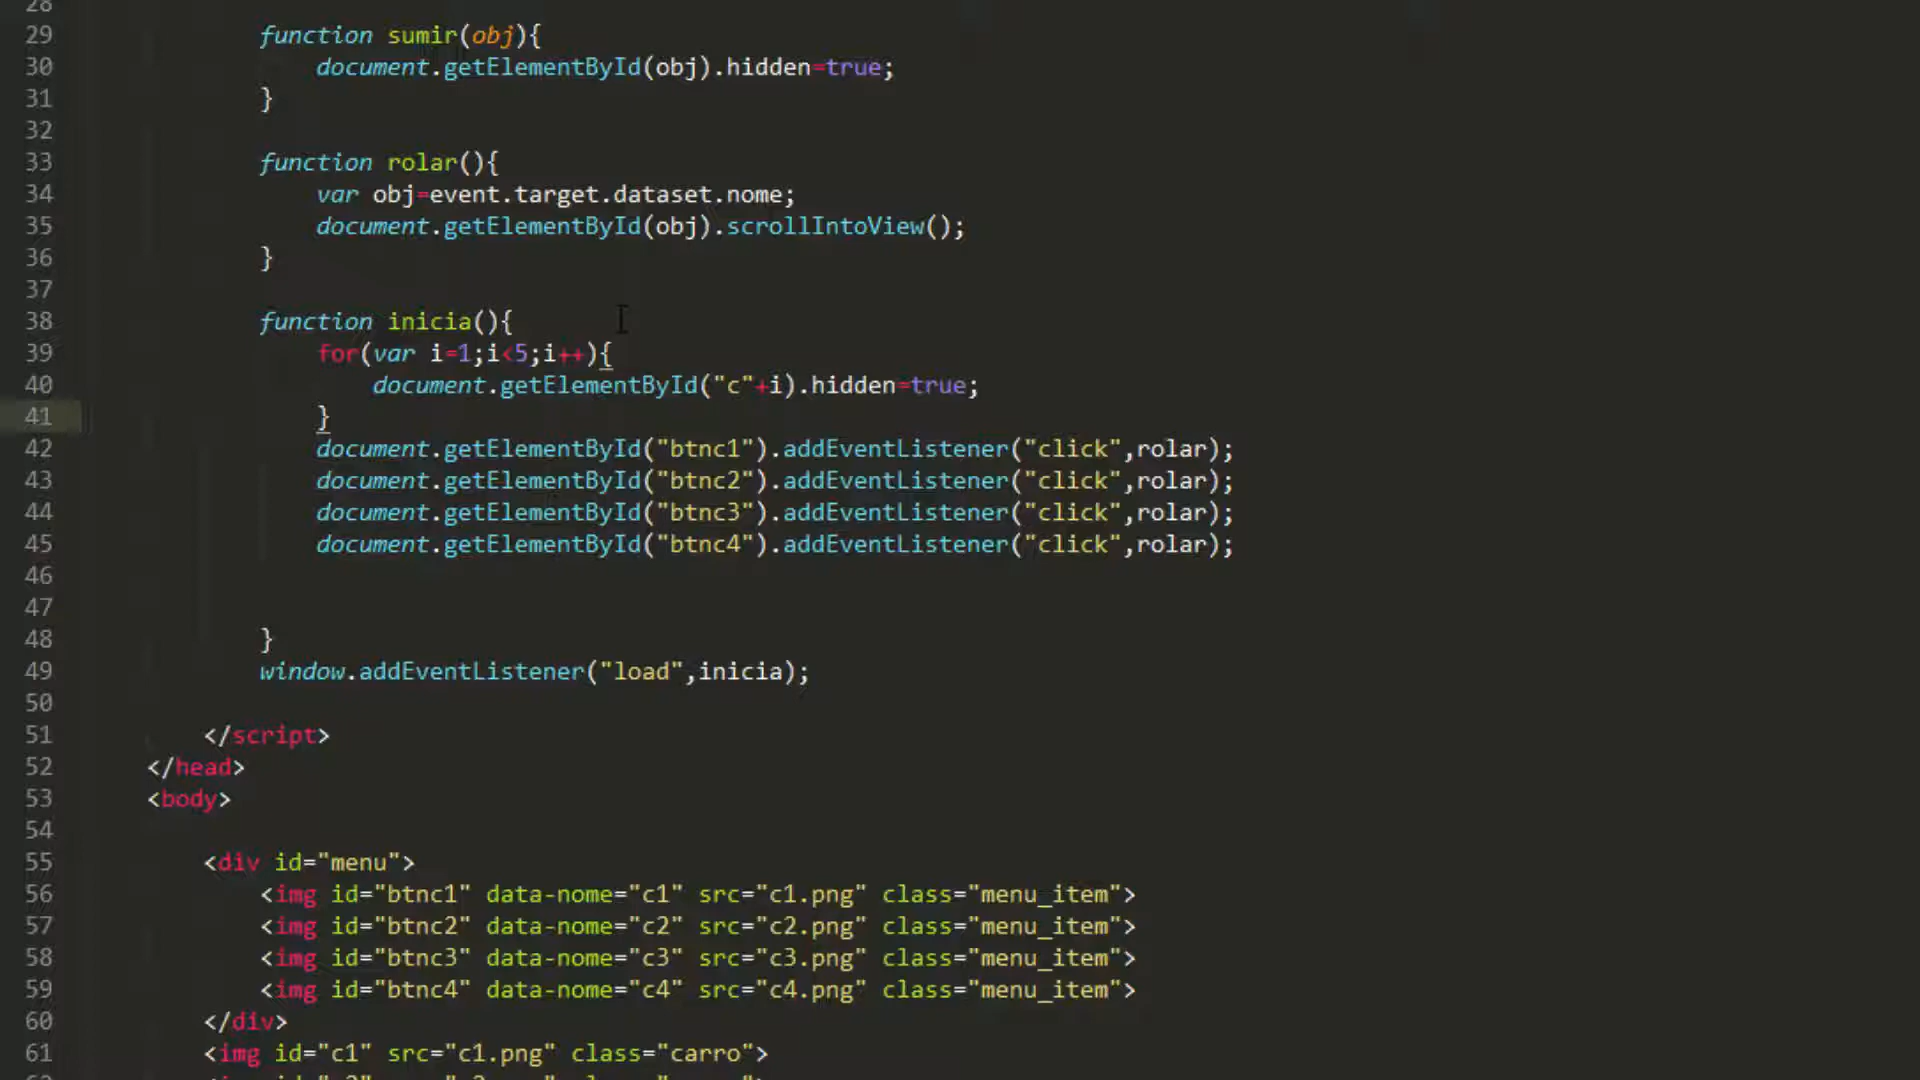 28
29 function sumir(obj){
30 document.getElementById(obj).hidden=true;
31 }
32
33 function rolar(){
34 var obj=event.target.dataset.nome;
35 document.getElementById(obj).scrollIntoView();
36 }
37
38 function inicia(){
39 for(var i=1;i<5;i++){
40 document.getElementById("c"+i).hidden=true;
41 }
42 document.getElementById("btnc1").addEventListener("click",rolar);
43 document.getElementById("btnc2").addEventListener("click",rolar);
44 document.getElementById("btnc3").addEventListener("click",rolar);
45 document.getElementById("btnc4").addEventListener("click",rolar);
46
47
48 }
49 window.addEventListener("load",inicia);
50
51 </script>
52 </head>
53 <body>
54
55 <div id="menu">
56 <img id="btnc1" data-nome="c1" src="c1.png" class="menu_item">
57 <img id="btnc2" data-nome="c2" src="c2.png" class="menu_item">
58 <img id="btnc3" data-nome="c3" src="c3.png" class="menu_item">
59 <img id="btnc4" data-nome="c4" src="c4.png" class="menu_item">
60 </div>
61 <img id="c1" src="c1.png" class="carro">